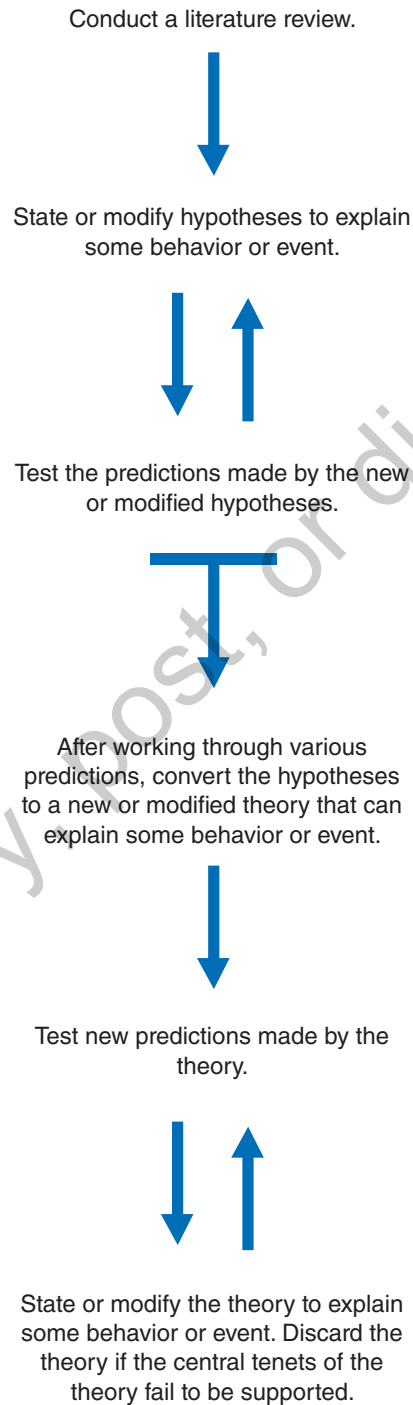 Conduct a literature review.
State or modify hypotheses to explain
some behavior or event.
Test the predictions made by the new
or modified hypotheses.
After working through various
predictions, convert the hypotheses
to a new or modified theory that can
explain some behavior or event.
Test new predictions made by the
theory.
State or modify the theory to explain
some behavior or event. Discard the
theory if the central tenets of the
theory fail to be supported.
y, post, or di